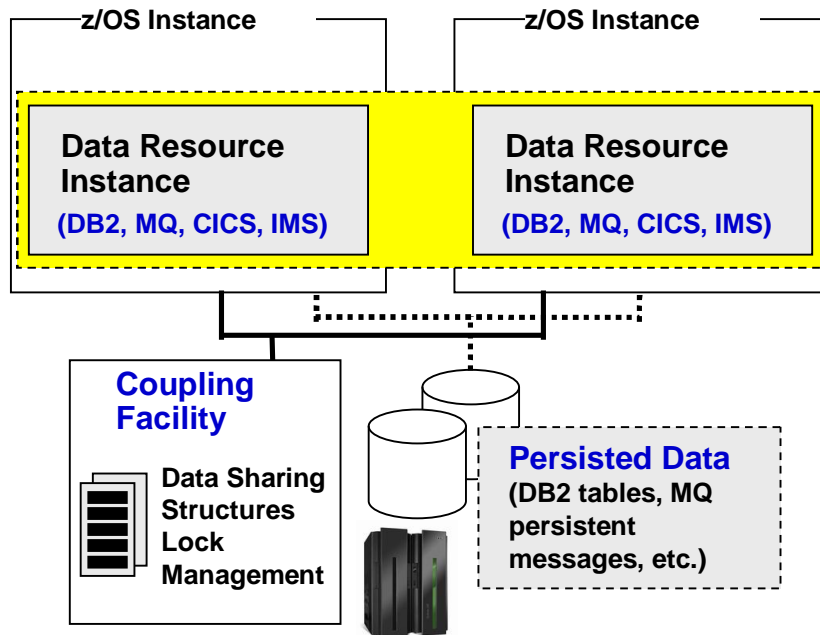 z/OS Instance
z/OS Instance
Data Resource
Instance
(DB2, MQ, CICS, IMS)
Data Resource
Instance
(DB2, MQ, CICS, IMS)
Coupling
Facility
Data Sharing
Structures
Lock
Management
Persisted Data
(DB2 tables, MQ
persistent
messages, etc.)